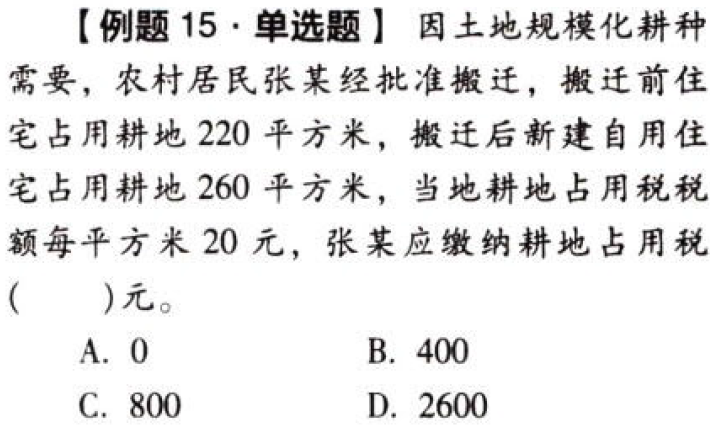 【例题 15·单选题】 因土地规模化耕种
需要，农村居民张某经批准搬迁，搬迁前住
宅占用耕地 220 平方米，搬迁后新建自用住
宅占用耕地 260 平方米，当地耕地占用税税
额每平方米 20 元，张某应缴纳耕地占用税
(　　)元。
A. 0　　B. 400
C. 800　　D. 2600